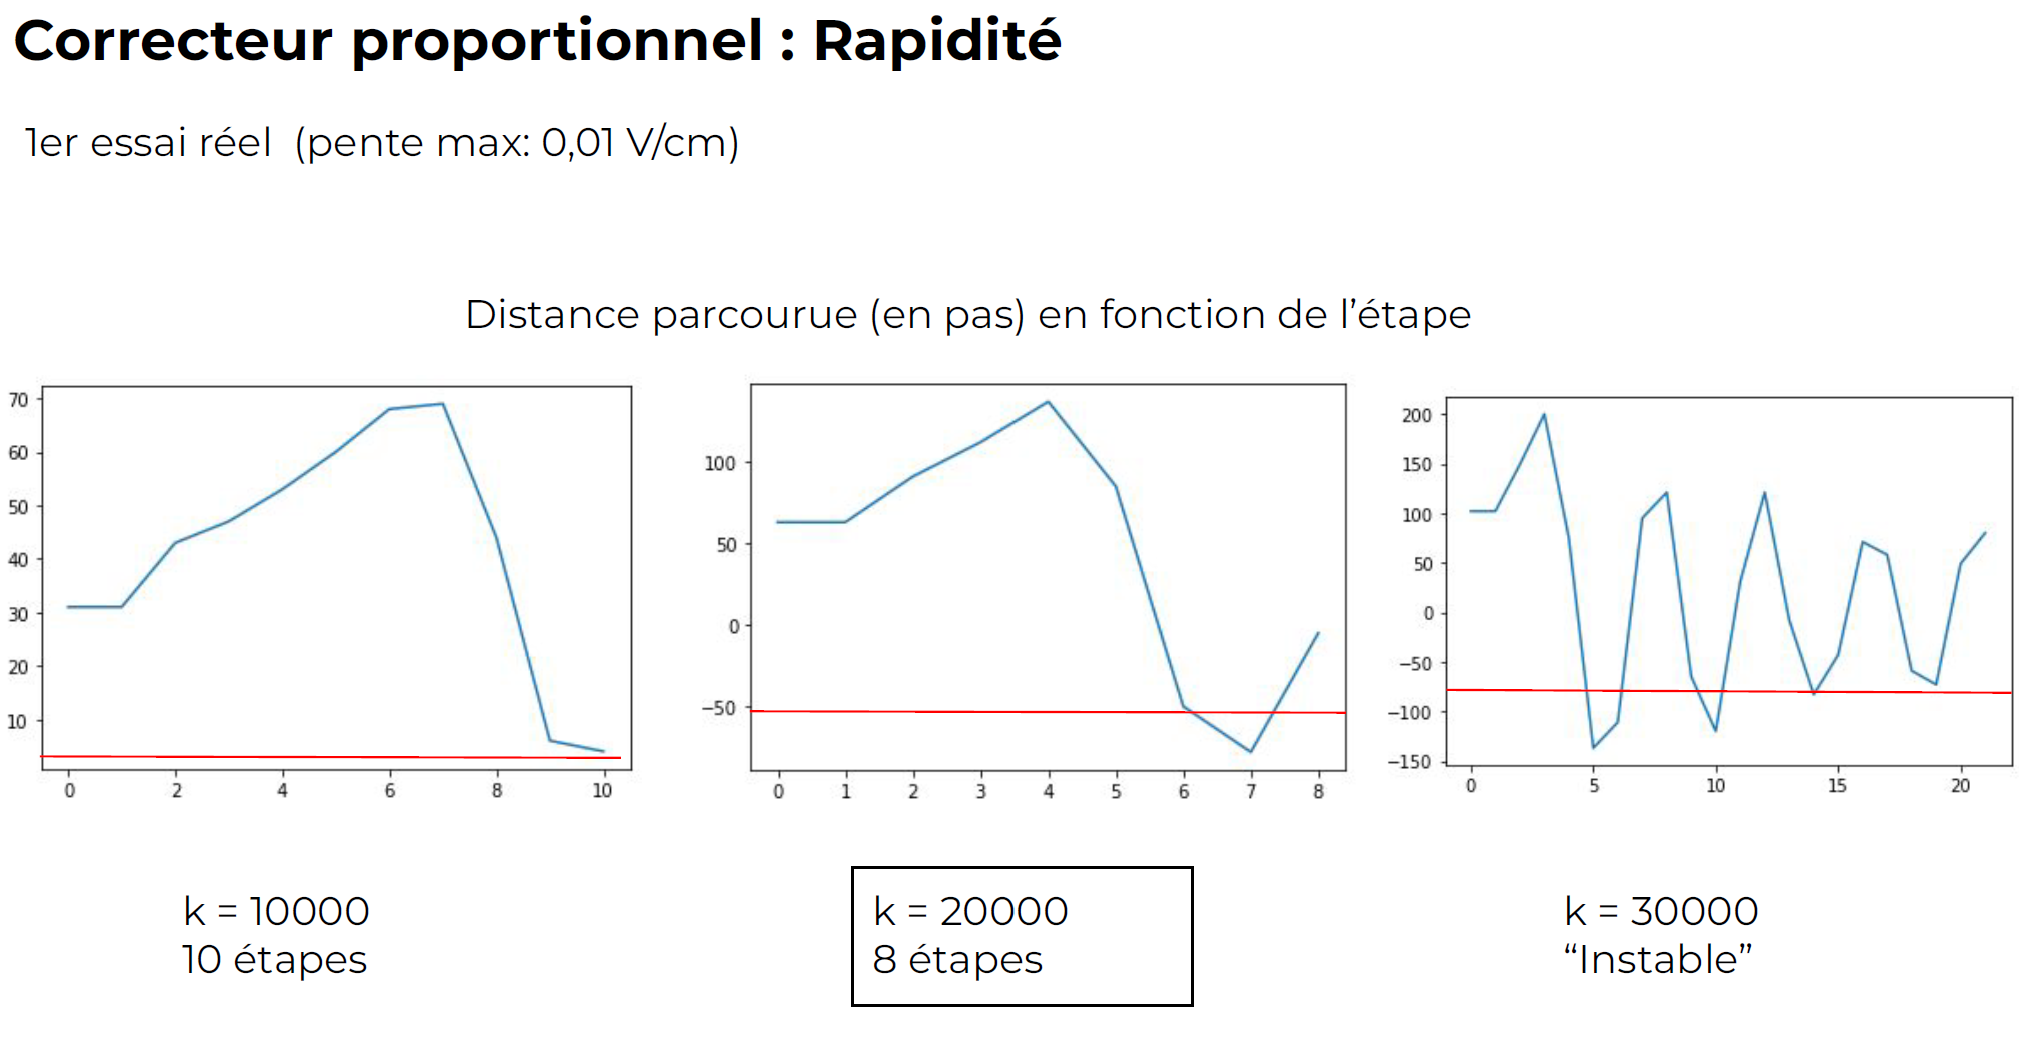 Correcteur proportionnel : Rapidité
1er essai réel  (pente max: 0,01 V/cm)
Distance parcourue (en pas) en fonction de l’étape
70
60
50
40
30
20
10
0 2 4 6 8 10
100
50
0
−50
0 1 2 3 4 5 6 7 8
200
150
100
50
0
−50
−100
−150
0 5 10 15 20
k = 10000
10 étapes
k = 20000
8 étapes
k = 30000
“Instable”